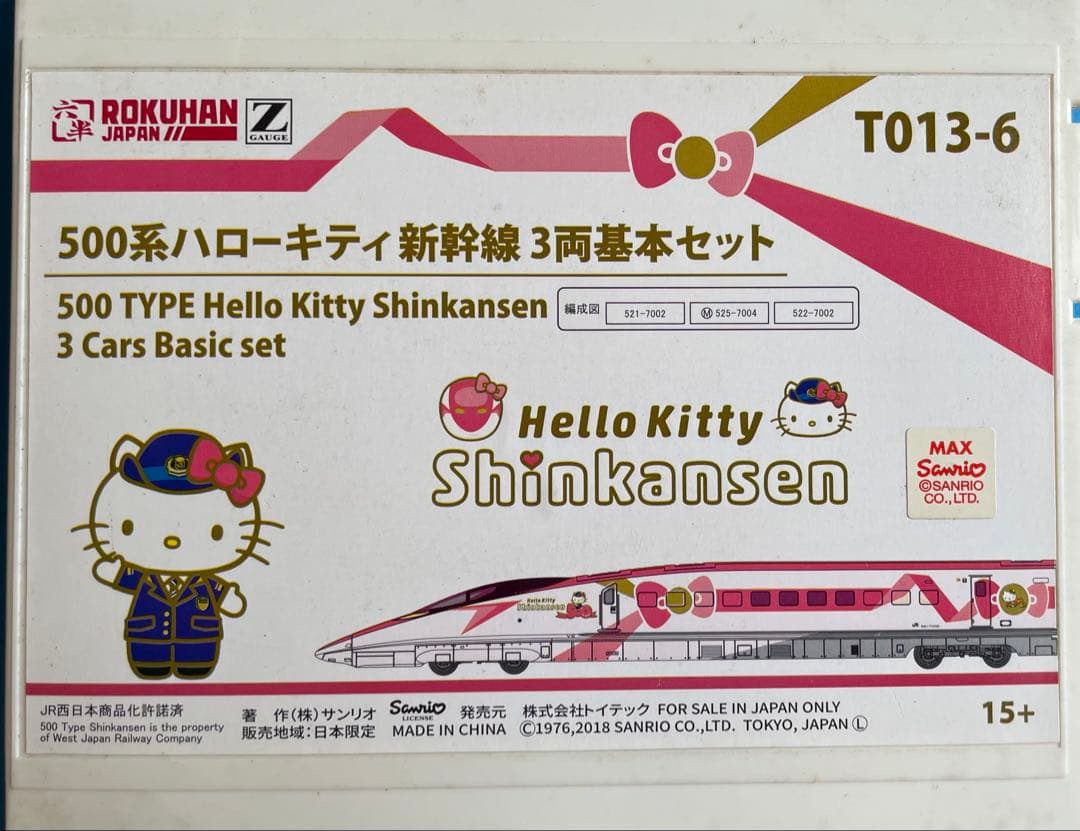 六半
ROKUHAN
JAPAN
Z
GAUGE
T013-6
500系ハローキティ新幹線 3両基本セット
500 TYPE Hello Kitty Shinkansen
3 Cars Basic set
編成図
521-7002
Ⓜ 525-7004
522-7002
Hello Kitty
Shinkansen
MAX
Sanrio
©SANRIO
CO.,LTD.
Hello Kitty
Shinkansen
JR西日本商品化許諾済
500 Type Shinkansen is the property
of West Japan Railway Company
著 作(株)サンリオ
販売地域:日本限定
Sanrio
LICENSE
発売元 株式会社トイテック FOR SALE IN JAPAN ONLY
MADE IN CHINA ©1976,2018 SANRIO CO.,LTD. TOKYO, JAPAN Ⓛ
15+